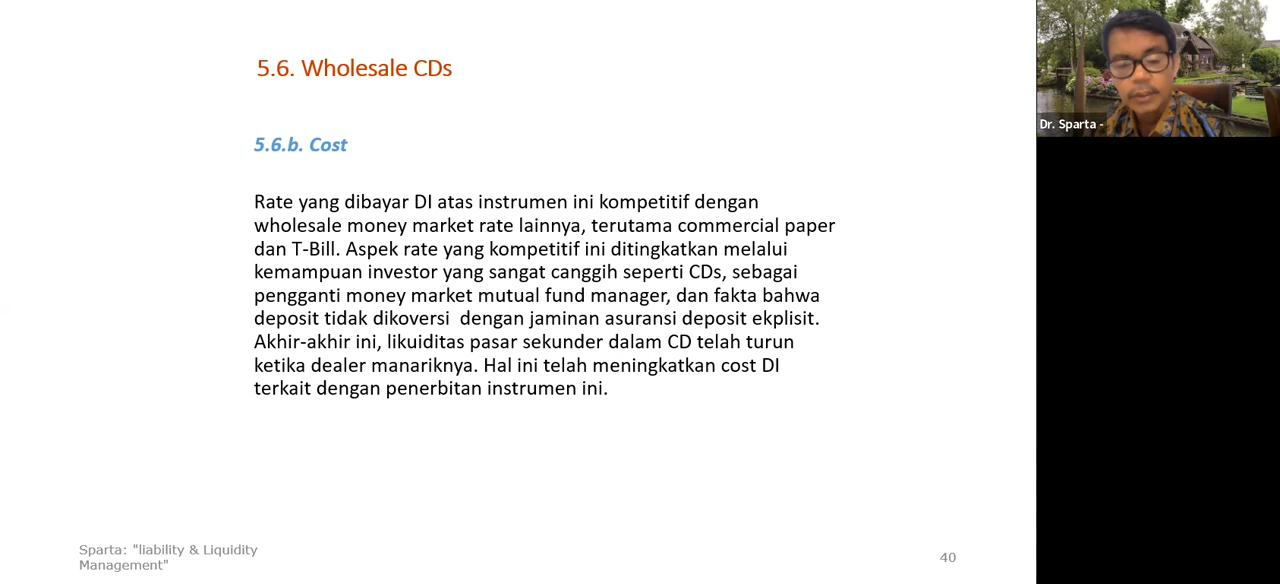 5.6. Wholesale CDs
5.6.b. Cost
Rate yang dibayar DI atas instrumen ini kompetitif dengan
wholesale money market rate lainnya, terutama commercial paper
dan T-Bill. Aspek rate yang kompetitif ini ditingkatkan melalui
kemampuan investor yang sangat canggih seperti CDs, sebagai
pengganti money market mutual fund manager, dan fakta bahwa
deposit tidak dikoversi dengan jaminan asuransi deposit ekplisit.
Akhir-akhir ini, likuiditas pasar sekunder dalam CD telah turun
ketika dealer manariknya. Hal ini telah meningkatkan cost DI
terkait dengan penerbitan instrumen ini.
Sparta: "liability & Liquidity
Management"
40
Dr. Sparta -